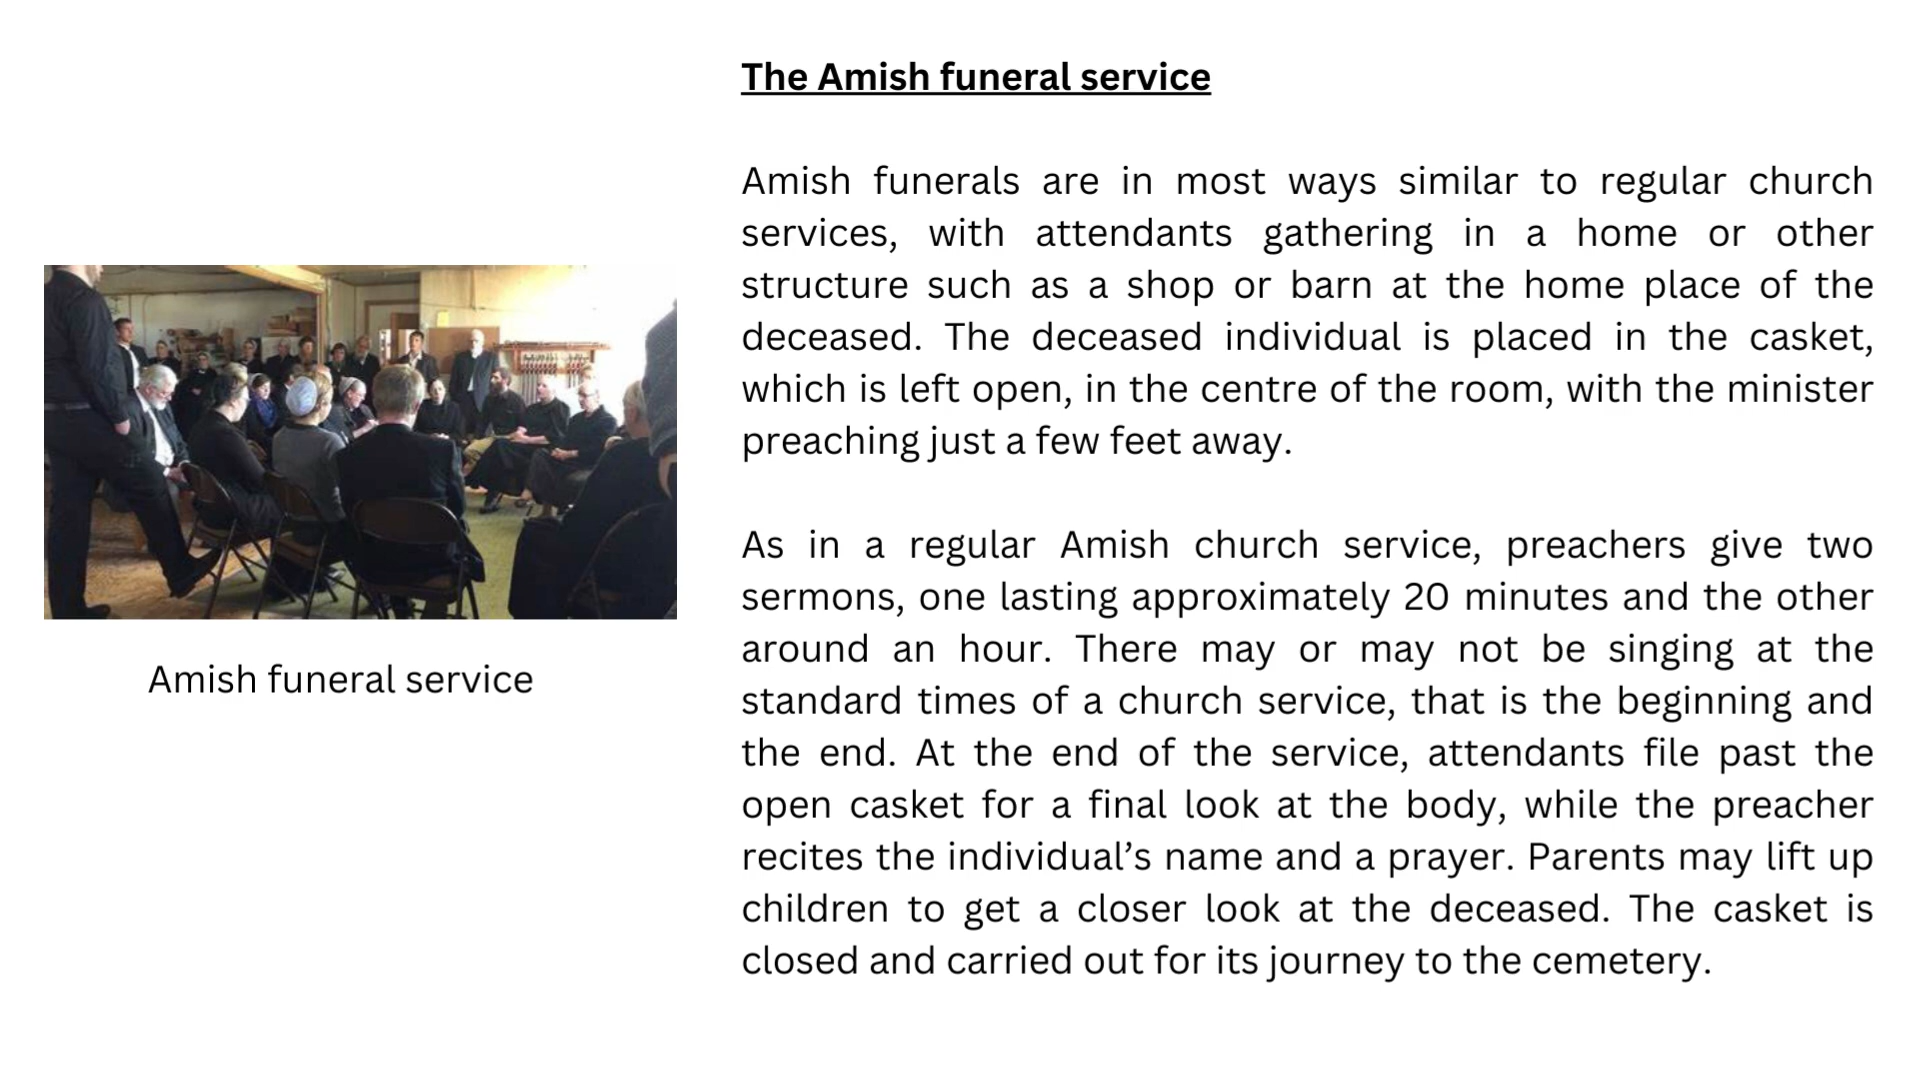 The Amish funeral service
Amish funerals are in most ways similar to regular church
services, with attendants gathering in a home or other
structure such as a shop or barn at the home place of the
deceased. The deceased individual is placed in the casket,
which is left open, in the centre of the room, with the minister
preaching just a few feet away.
As in a regular Amish church service, preachers give two
sermons, one lasting approximately 20 minutes and the other
around an hour. There may or may not be singing at the
standard times of a church service, that is the beginning and
the end. At the end of the service, attendants file past the
open casket for a final look at the body, while the preacher
recites the individual’s name and a prayer. Parents may lift up
children to get a closer look at the deceased. The casket is
closed and carried out for its journey to the cemetery.
Amish funeral service